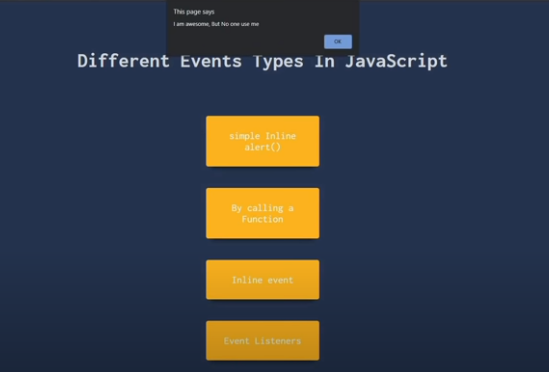 This page says
I am awesome, But No one use me
OK
Different Events Types In JavaScript
simple Inline
alert()
By calling a
Function
Inline event
Event Listeners